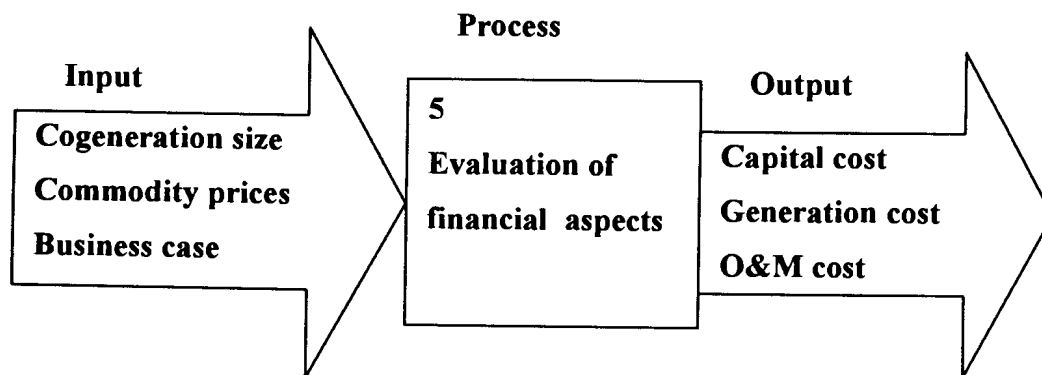 Process
Input
Cogeneration size
Commodity prices
Business case
5
Evaluation of
financial aspects
Output
Capital cost
Generation cost
O&M cost